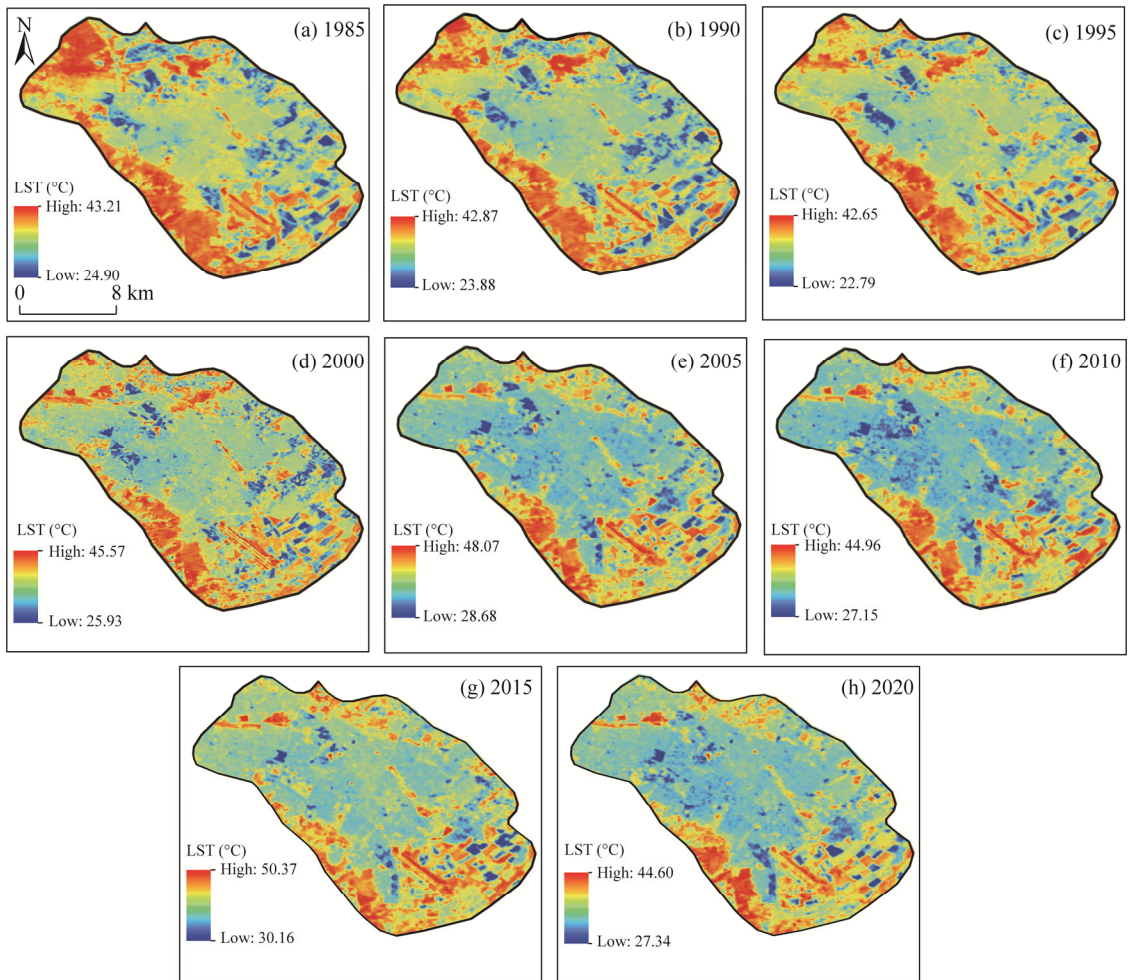 N
(a) 1985
LST (°C)
High: 43.21
Low: 24.90
0 8 km
(b) 1990
LST (°C)
High: 42.87
Low: 23.88
(c) 1995
LST (°C)
High: 42.65
Low: 22.79
(d) 2000
LST (°C)
High: 45.57
Low: 25.93
(e) 2005
LST (°C)
High: 48.07
Low: 28.68
(f) 2010
LST (°C)
High: 44.96
Low: 27.15
(g) 2015
LST (°C)
High: 50.37
Low: 30.16
(h) 2020
LST (°C)
High: 44.60
Low: 27.34